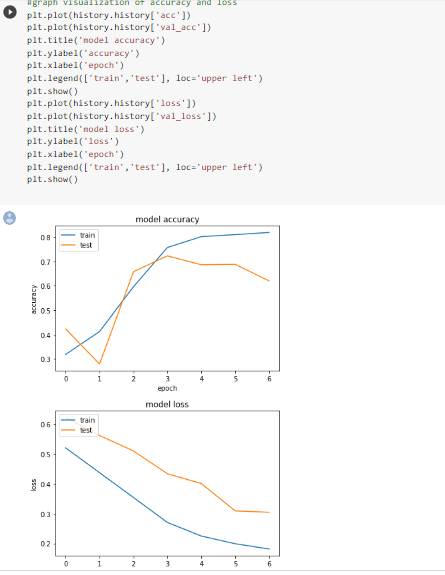 #graph visualization of accuracy and loss
plt.plot(history.history['acc'])
plt.plot(history.history['val_acc'])
plt.title('model accuracy')
plt.ylabel('accuracy')
plt.xlabel('epoch')
plt.legend(['train','test'], loc='upper left')
plt.show()
plt.plot(history.history['loss'])
plt.plot(history.history['val_loss'])
plt.title('model loss')
plt.ylabel('loss')
plt.xlabel('epoch')
plt.legend(['train','test'], loc='upper left')
plt.show()
model accuracy
train
test
0.8
0.7
0.6
0.5
0.4
0.3
accuracy
0 1 2 3 4 5 6
epoch
model loss
train
test
0.6
0.5
0.4
0.3
0.2
loss
0 1 2 3 4 5 6